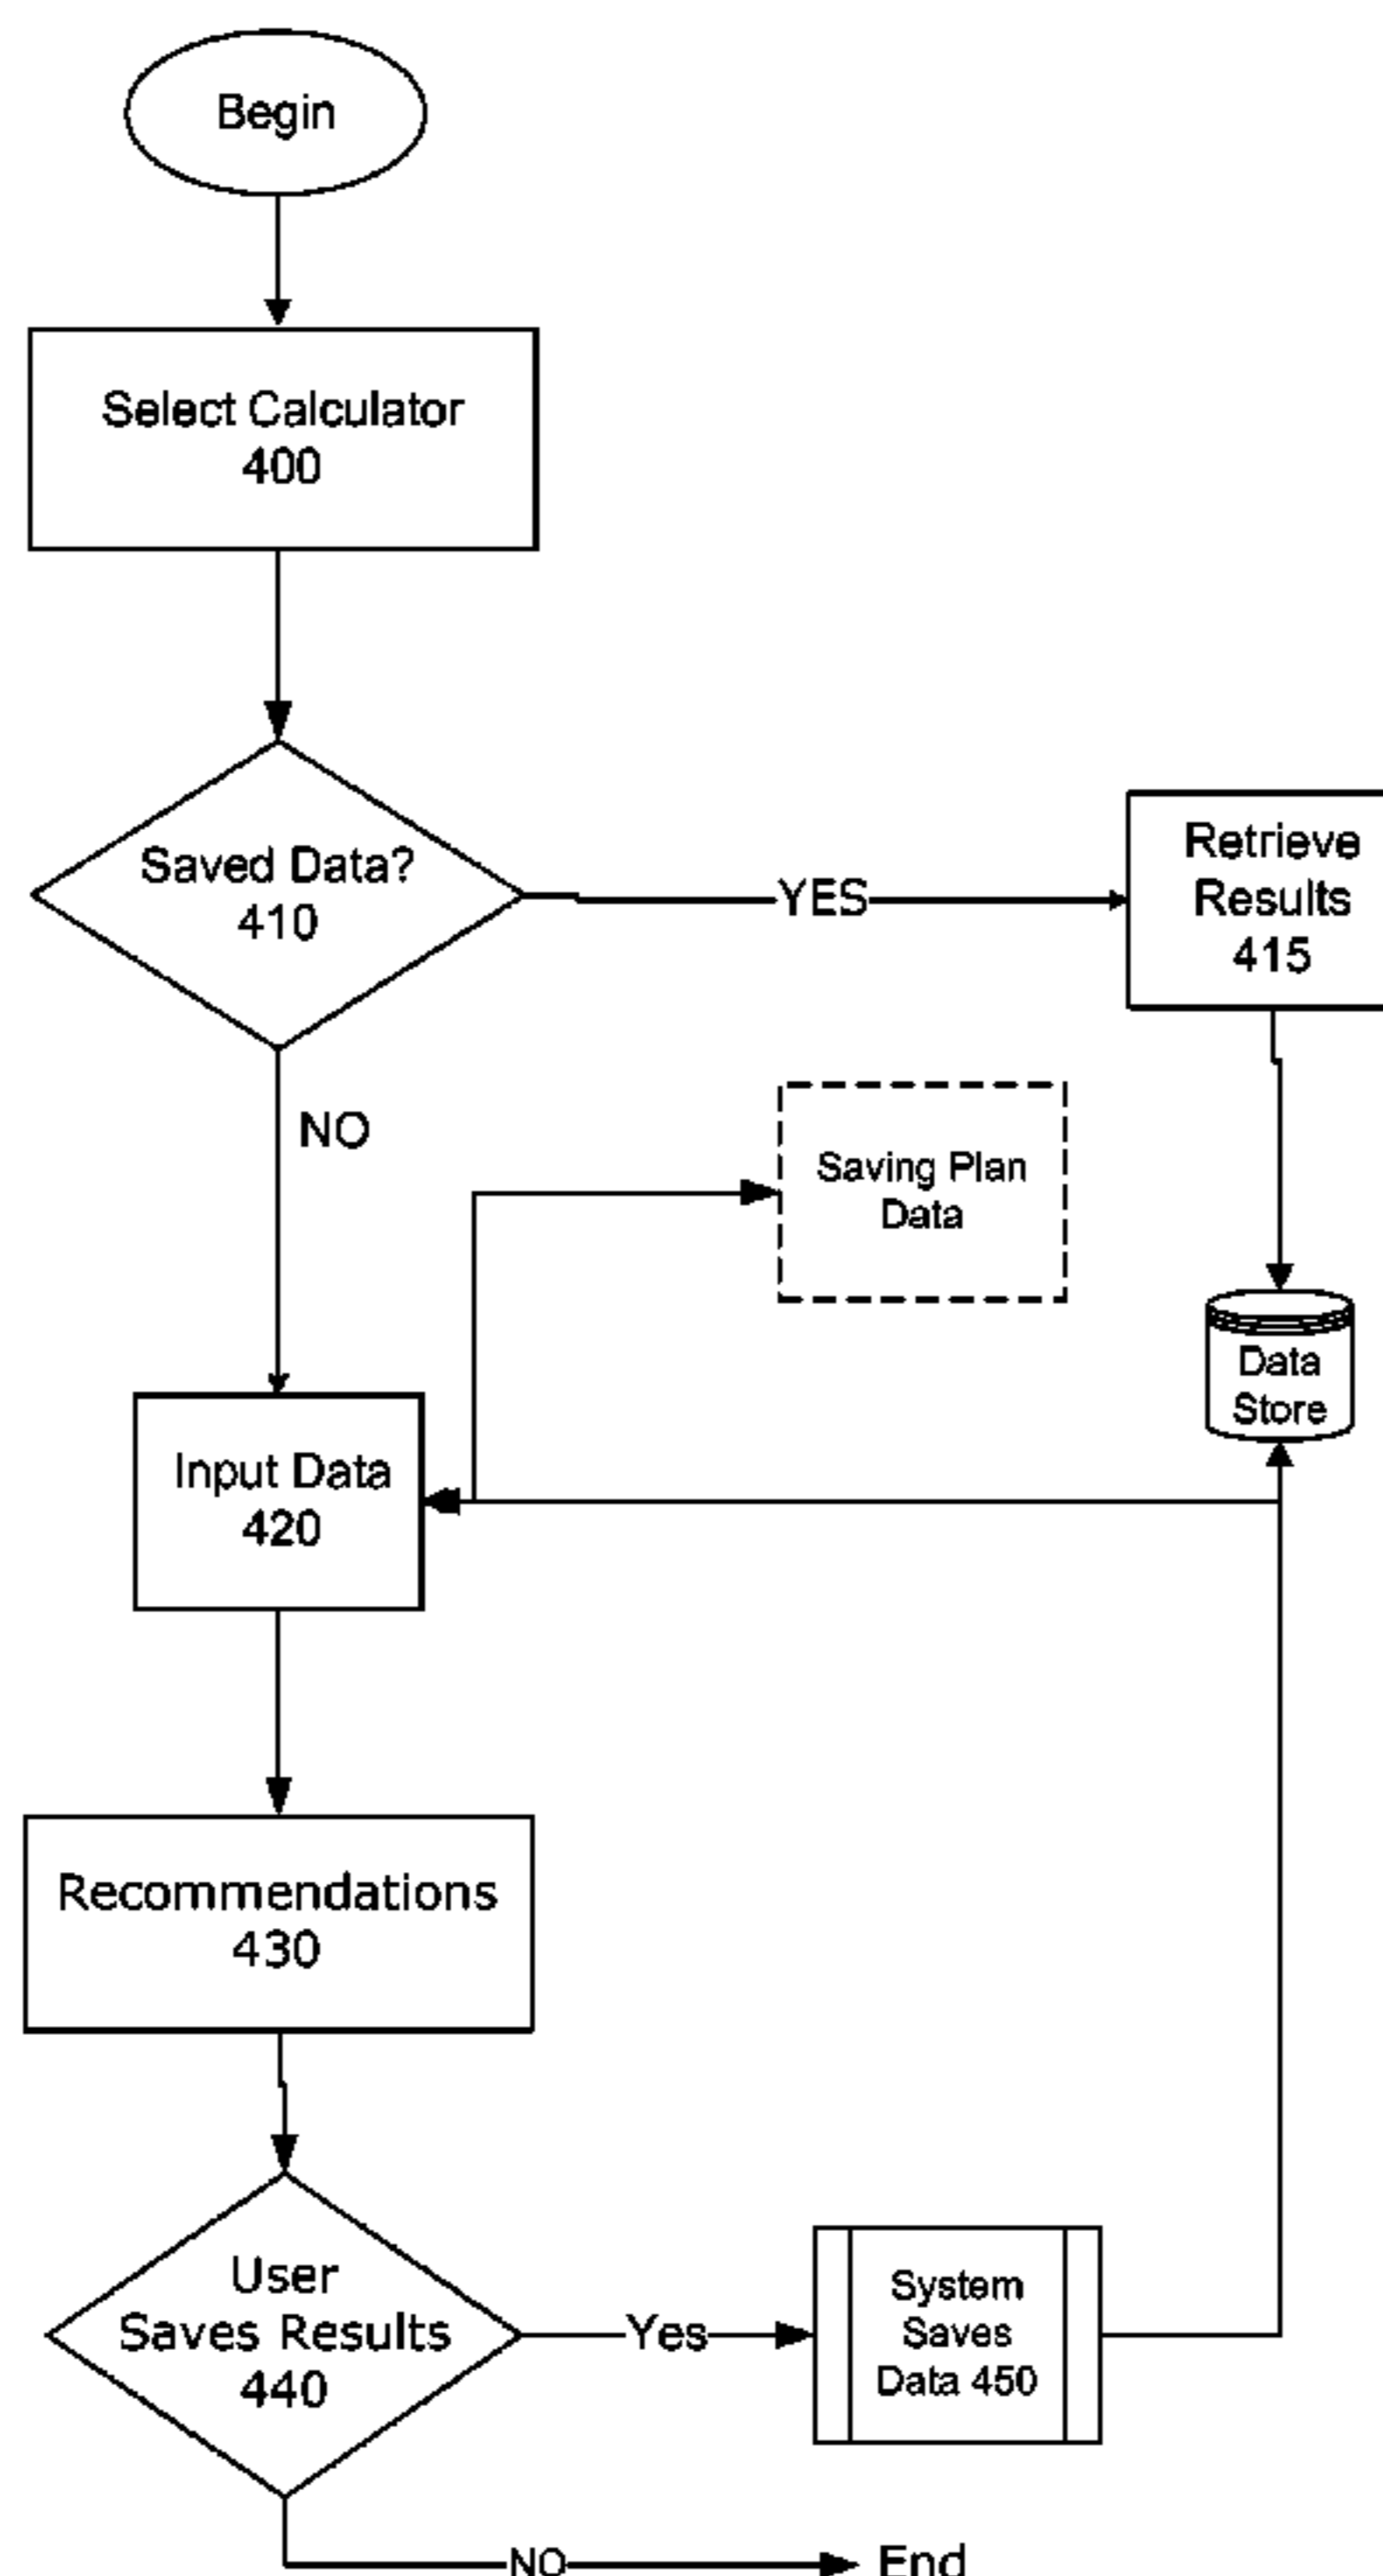 Begin
Select Calculator
400
Saved Data?
410
YES
Retrieve
Results
415
NO
Saving Plan
Data
Data
Store
Input Data
420
Recommendations
430
User
Saves Results
440
Yes
System
Saves
Data 450
NO
End